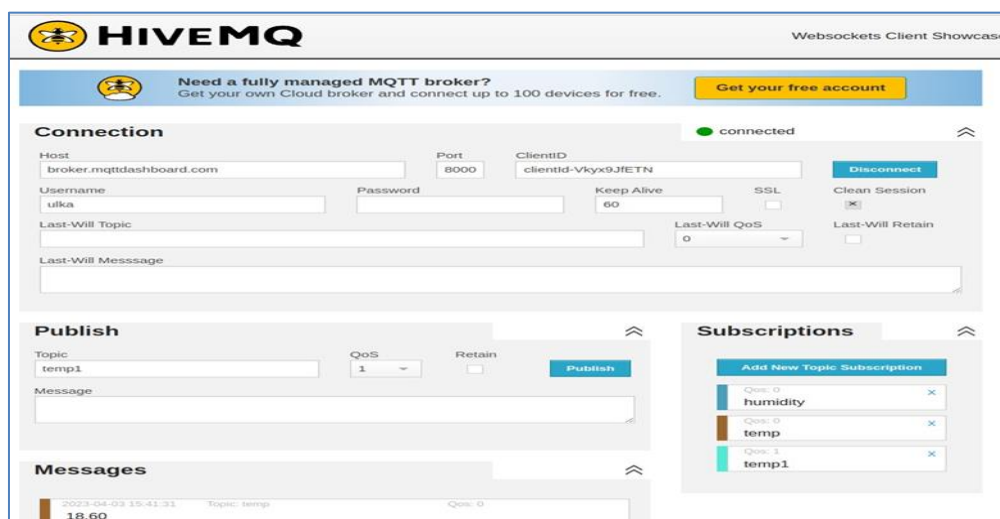 HIVEMQ
Websockets Client Showcase
Need a fully managed MQTT broker?
Get your own Cloud broker and connect up to 100 devices for free.
Get your free account
Connection
connected
Host
Port
ClientID
broker.mqttdashboard.com
8000
clientId-Vkyx9JfETN
Disconnect
Username
Password
Keep Alive
SSL
Clean Session
ulka
60
Last-Will Topic
Last-Will QoS
Last-Will Retain
0
Last-Will Messsage
Publish
Topic
QoS
Retain
temp1
1
Publish
Message
Subscriptions
Add New Topic Subscription
Qos: 0
humidity
Qos: 0
temp
Qos: 1
temp1
Messages
2023-04-03 15:41:31 Topic: temp Qos: 0
18.60